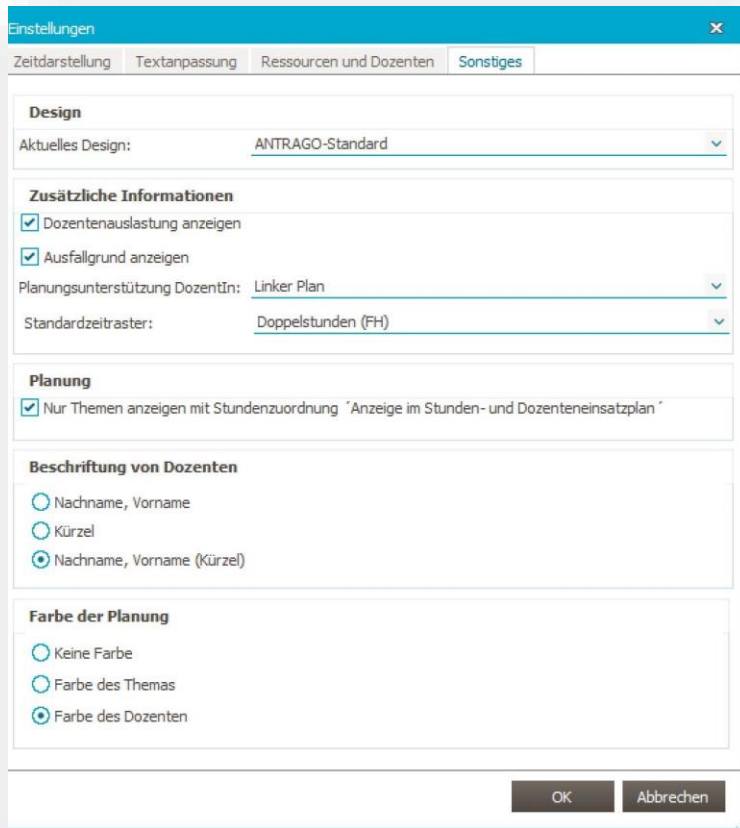 Einstellungen
Zeitdarstellung Textanpassung Ressourcen und Dozenten Sonstiges
Design
Aktuelles Design: ANTRAGO-Standard
Zusätzliche Informationen
Dozentenauslastung anzeigen
Ausfallgrund anzeigen
Planungsunterstützung DozentIn: Linker Plan
Standardzeitraster: Doppelstunden (FH)
Planung
Nur Themen anzeigen mit Stundenzuordnung ´Anzeige im Stunden- und Dozenteneinsatzplan´
Beschriftung von Dozenten
Nachname, Vorname
Kürzel
Nachname, Vorname (Kürzel)
Farbe der Planung
Keine Farbe
Farbe des Themas
Farbe des Dozenten
OK Abbrechen